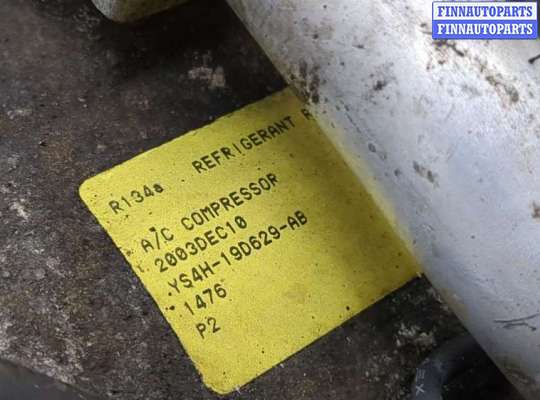 FINNAUTOPARTS
FINNAUTOPARTS
R134a REFRIGERANT
A/C COMPRESSOR
2003DEC10
YS4H-19D629-AB
1476
P2